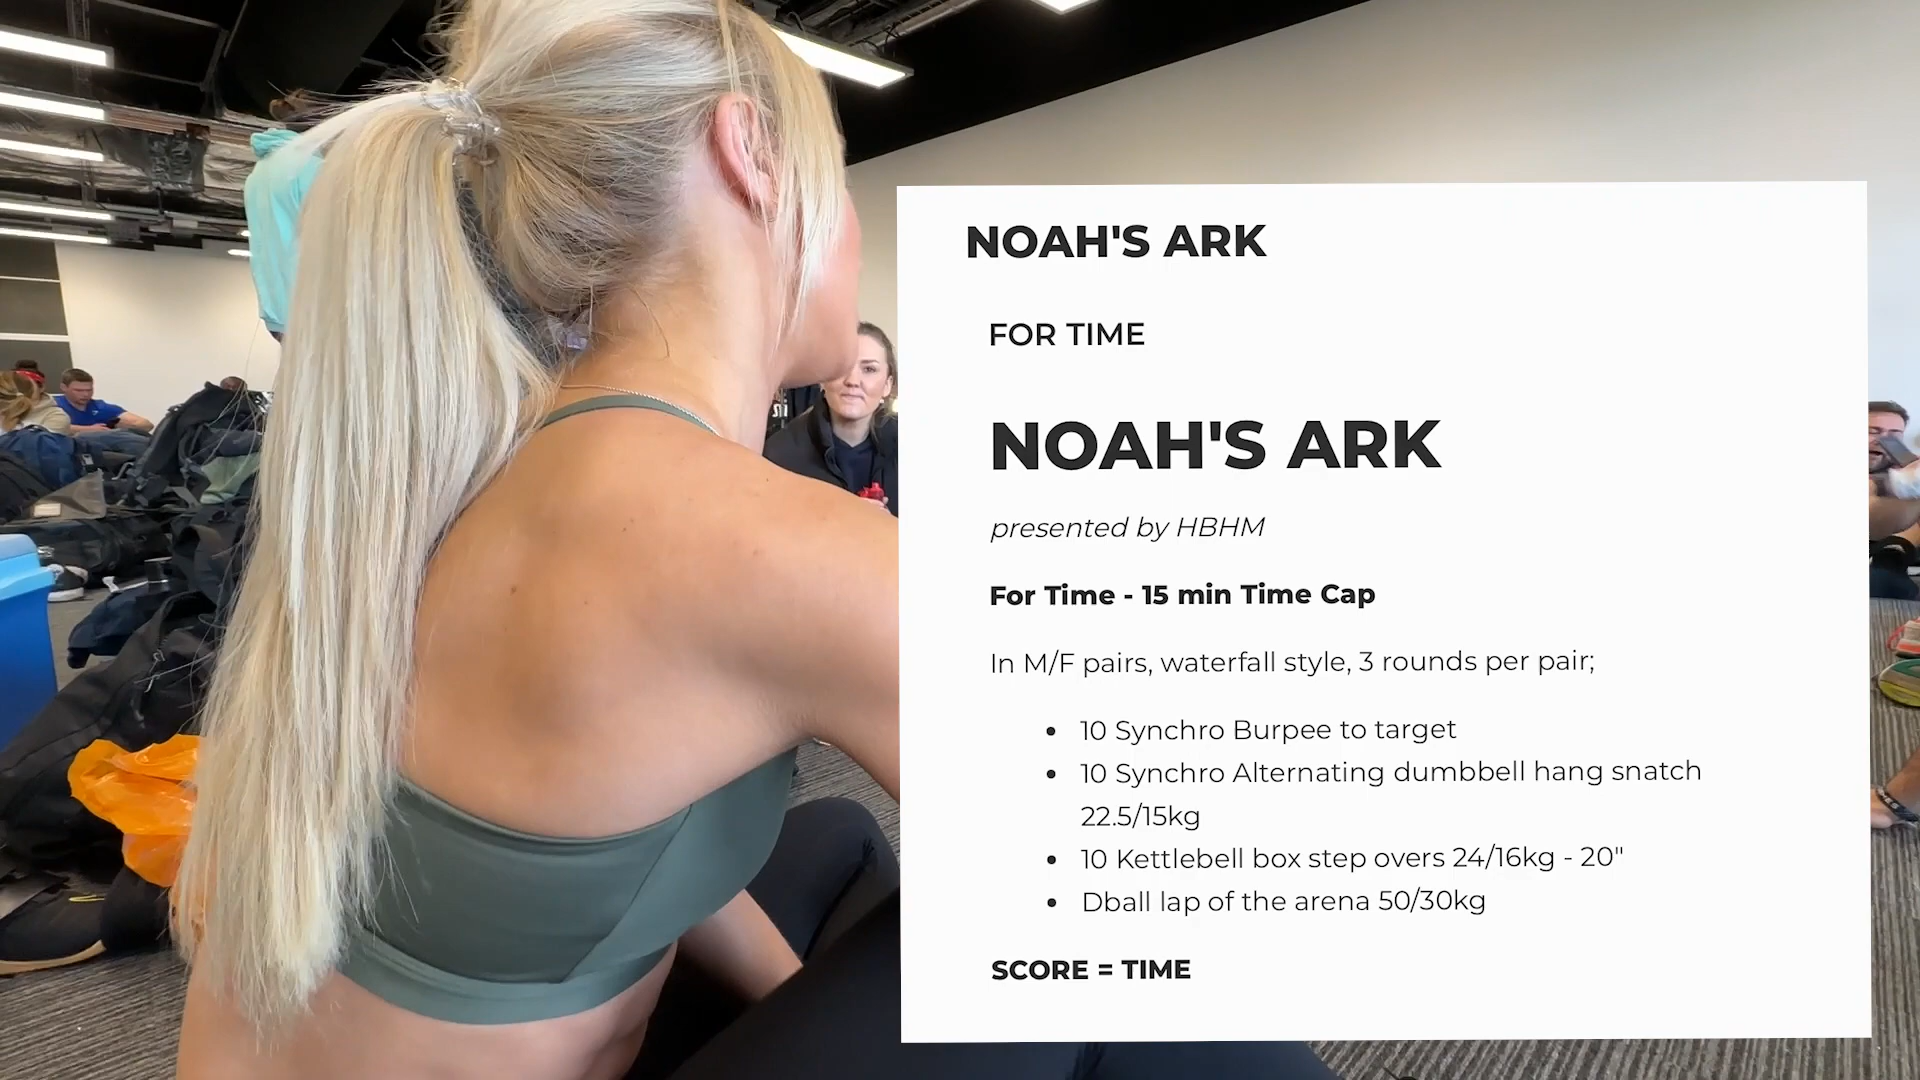 NOAH'S ARK
FOR TIME
NOAH'S ARK
presented by HBHM
For Time - 15 min Time Cap
In M/F pairs, waterfall style, 3 rounds per pair;
• 10 Synchro Burpee to target
• 10 Synchro Alternating dumbbell hang snatch
22.5/15kg
• 10 Kettlebell box step overs 24/16kg - 20"
• Dball lap of the arena 50/30kg
SCORE = TIME